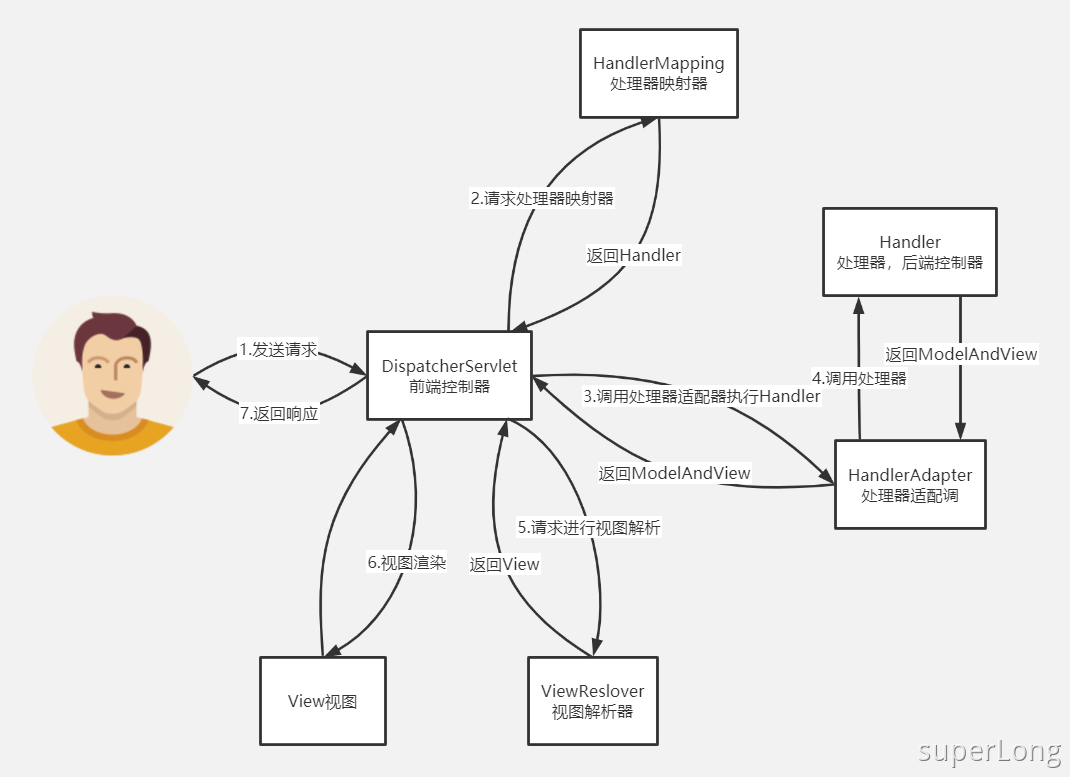 HandlerMapping
处理器映射器
2.请求处理器映射器
返回Handler
Handler
处理器，后端控制器
1.发送请求
DispatcherServlet
前端控制器
返回ModelAndView
4.调用处理器
3.调用处理器适配器执行Handler
7.返回响应
返回ModelAndView
HandlerAdapter
处理器适配调
5.请求进行视图解析
6.视图渲染
返回View
View视图
ViewReslover
视图解析器
superLong